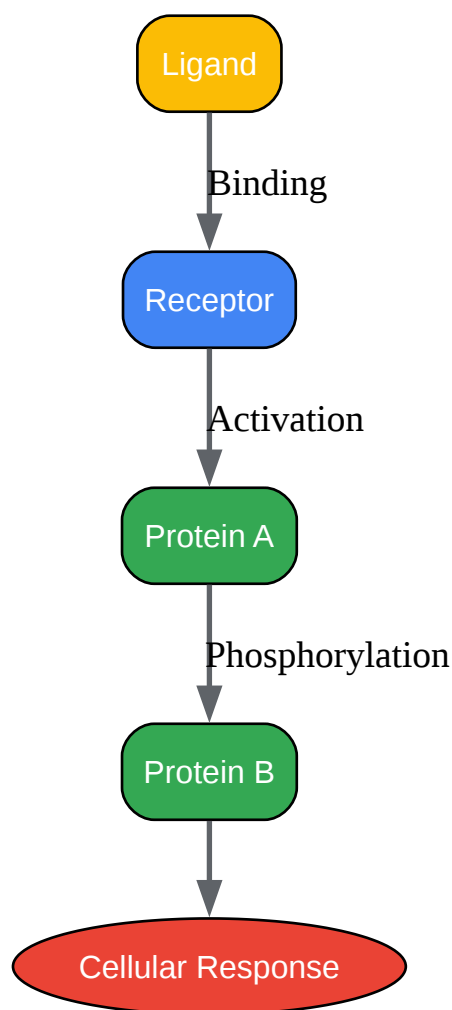 Ligand
Binding
Receptor
Activation
Protein A
Phosphorylation
Protein B
Cellular Response